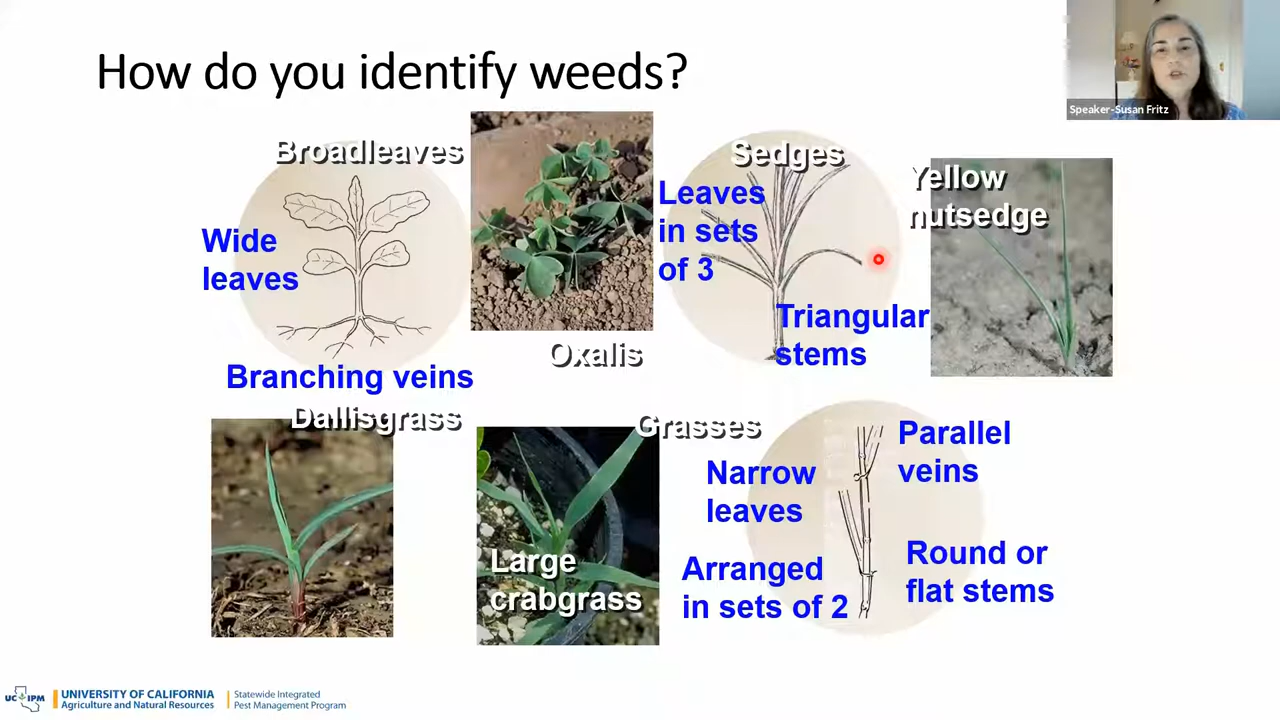 How do you identify weeds?
Speaker-Susan Fritz
Broadleaves
Wide
leaves
Branching veins
Oxalis
Sedges
Leaves
in sets
of 3
Triangular
stems
Yellow
nutsedge
Dallisgrass
Large
crabgrass
Grasses
Narrow
leaves
Arranged
in sets of 2
Parallel
veins
Round or
flat stems
UC IPM
UNIVERSITY OF CALIFORNIA
Agriculture and Natural Resources
Statewide Integrated
Pest Management Program